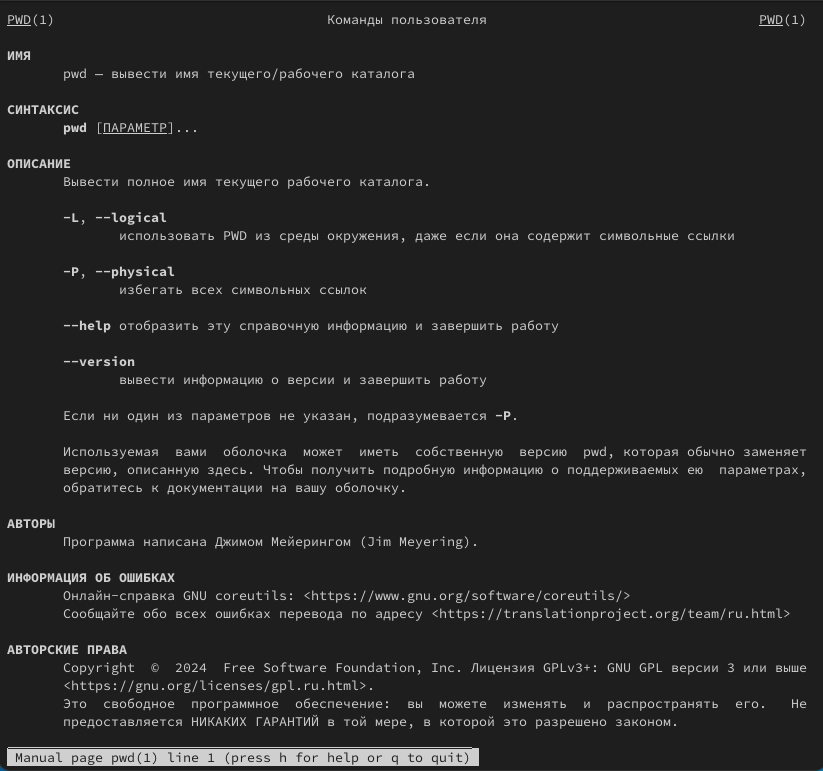 PWD(1) Команды пользователя PWD(1)
ИМЯ
pwd — вывести имя текущего/рабочего каталога
СИНТАКСИС
pwd [ПАРАМЕТР]...
ОПИСАНИЕ
Вывести полное имя текущего рабочего каталога.
-L, --logical
использовать PWD из среды окружения, даже если она содержит символьные ссылки
-P, --physical
избегать всех символьных ссылок
--help отобразить эту справочную информацию и завершить работу
--version
вывести информацию о версии и завершить работу
Если ни один из параметров не указан, подразумевается -P.
Используемая вами оболочка может иметь собственную версию pwd, которая обычно заменяет
версию, описанную здесь. Чтобы получить подробную информацию о поддерживаемых ею параметрах,
обратитесь к документации на вашу оболочку.
АВТОРЫ
Программа написана Джимом Мейерингом (Jim Meyering).
ИНФОРМАЦИЯ ОБ ОШИБКАХ
Онлайн-справка GNU coreutils: <https://www.gnu.org/software/coreutils/>
Сообщайте обо всех ошибках перевода по адресу <https://translationproject.org/team/ru.html>
АВТОРСКИЕ ПРАВА
Copyright © 2024 Free Software Foundation, Inc. Лицензия GPLv3+: GNU GPL версии 3 или выше
<https://gnu.org/licenses/gpl.ru.html>.
Это свободное программное обеспечение: вы можете изменять и распространять его. Не
предоставляется НИКАКИХ ГАРАНТИЙ в той мере, в которой это разрешено законом.
Manual page pwd(1) line 1 (press h for help or q to quit)